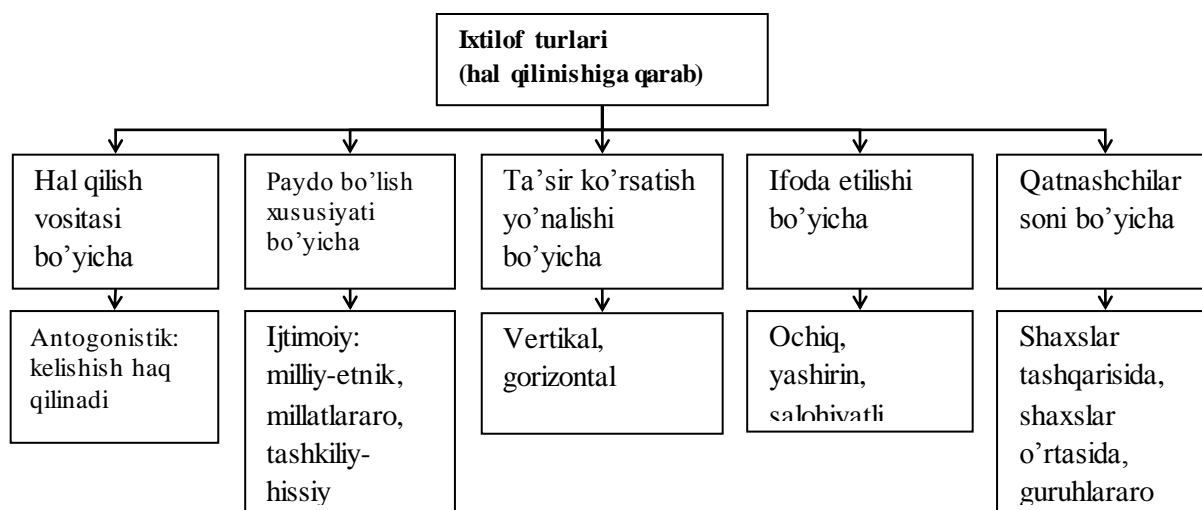 Ixtilof turlari
(hal qilinishiga qarab)
Hal qilish
vositasi
bo’yicha
Paydo bo’lish
xususiyati
bo’yicha
Ta’sir ko’rsatish
yo’nalishi
bo’yicha
Ifoda etilishi
bo’yicha
Qatnashchilar
soni bo’yicha
Antogonistik:
kelishish haq
qilinadi
Ijtimoiy:
milliy-etnik,
millatlararo,
tashkiliy-
hissiy
Vertikal,
gorizontal
Ochiq,
yashirin,
salohiyatli
Shaxslar
tashqarisida,
shaxslar
o’rtasida,
guruhlararo